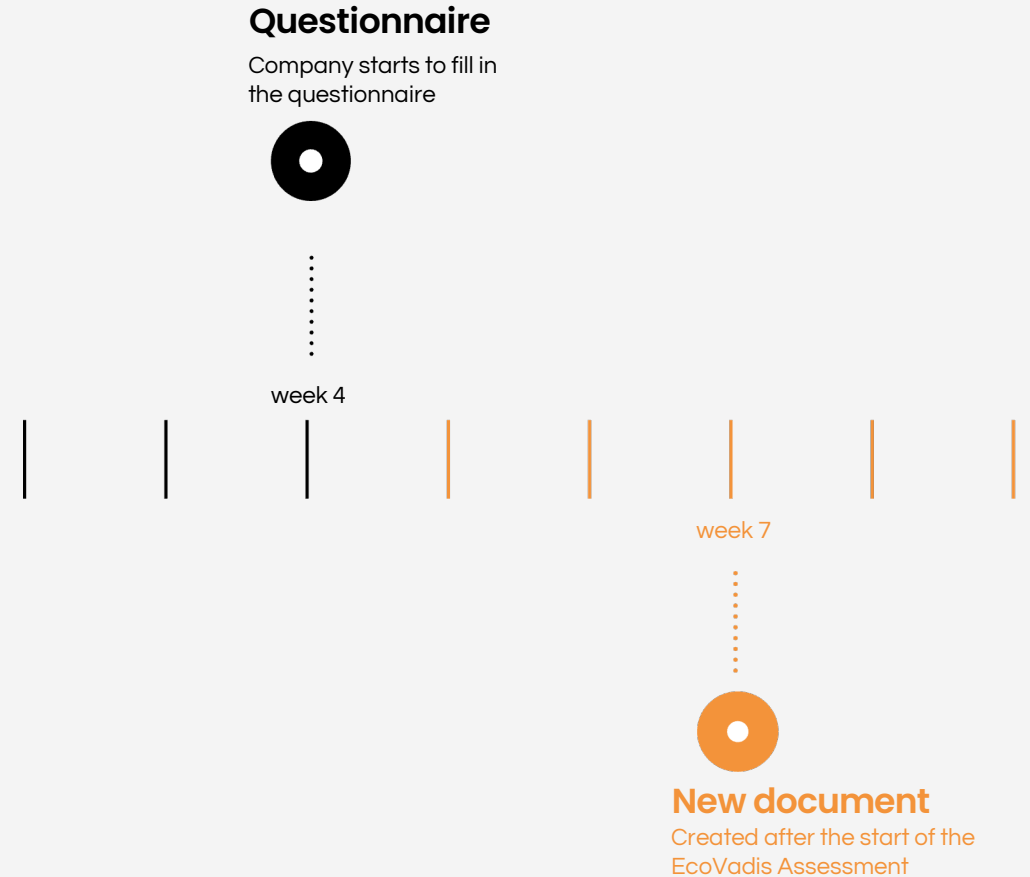 Questionnaire
Company starts to fill in
the questionnaire
week 4
week 7
New document
Created after the start of the
EcoVadis Assessment